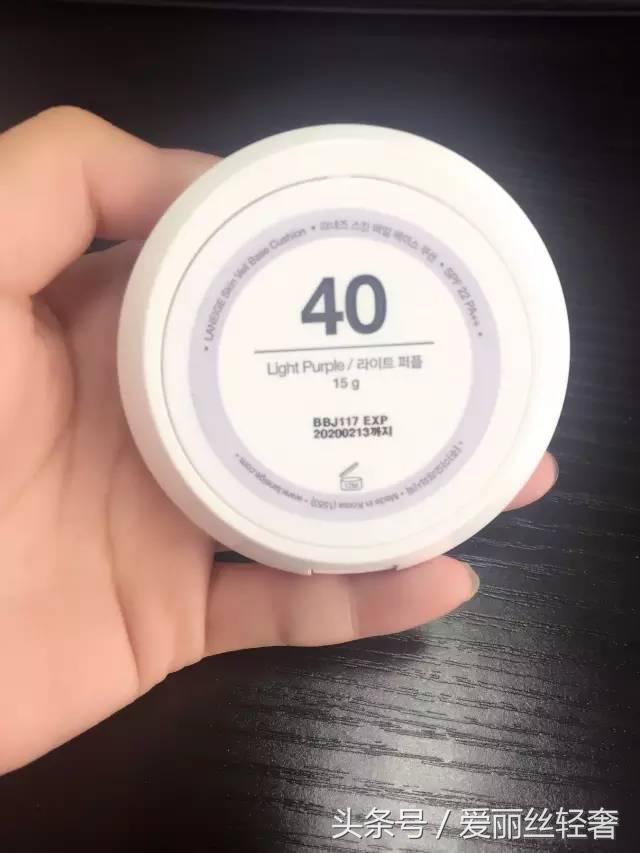 • LANEIGE Skin Veil Base Cushion • 라네즈 스킨 베일 베이스 쿠션 • SPF 22 PA++ •
40
Light Purple / 라이트 퍼플
15 g
BBJ117 EXP
20200213까지
Made in Korea
www.laneige.com •
头条号 / 爱丽丝轻奢